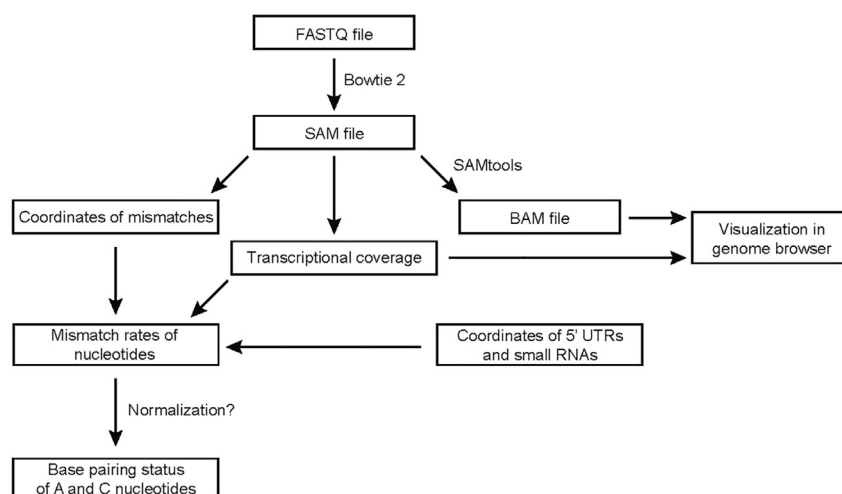 FASTQ file
Bowtie 2
SAM file
SAMtools
Coordinates of mismatches
BAM file
Visualization in
genome browser
Transcriptional coverage
Mismatch rates of
nucleotides
Coordinates of 5' UTRs
and small RNAs
Normalization?
Base pairing status
of A and C nucleotides